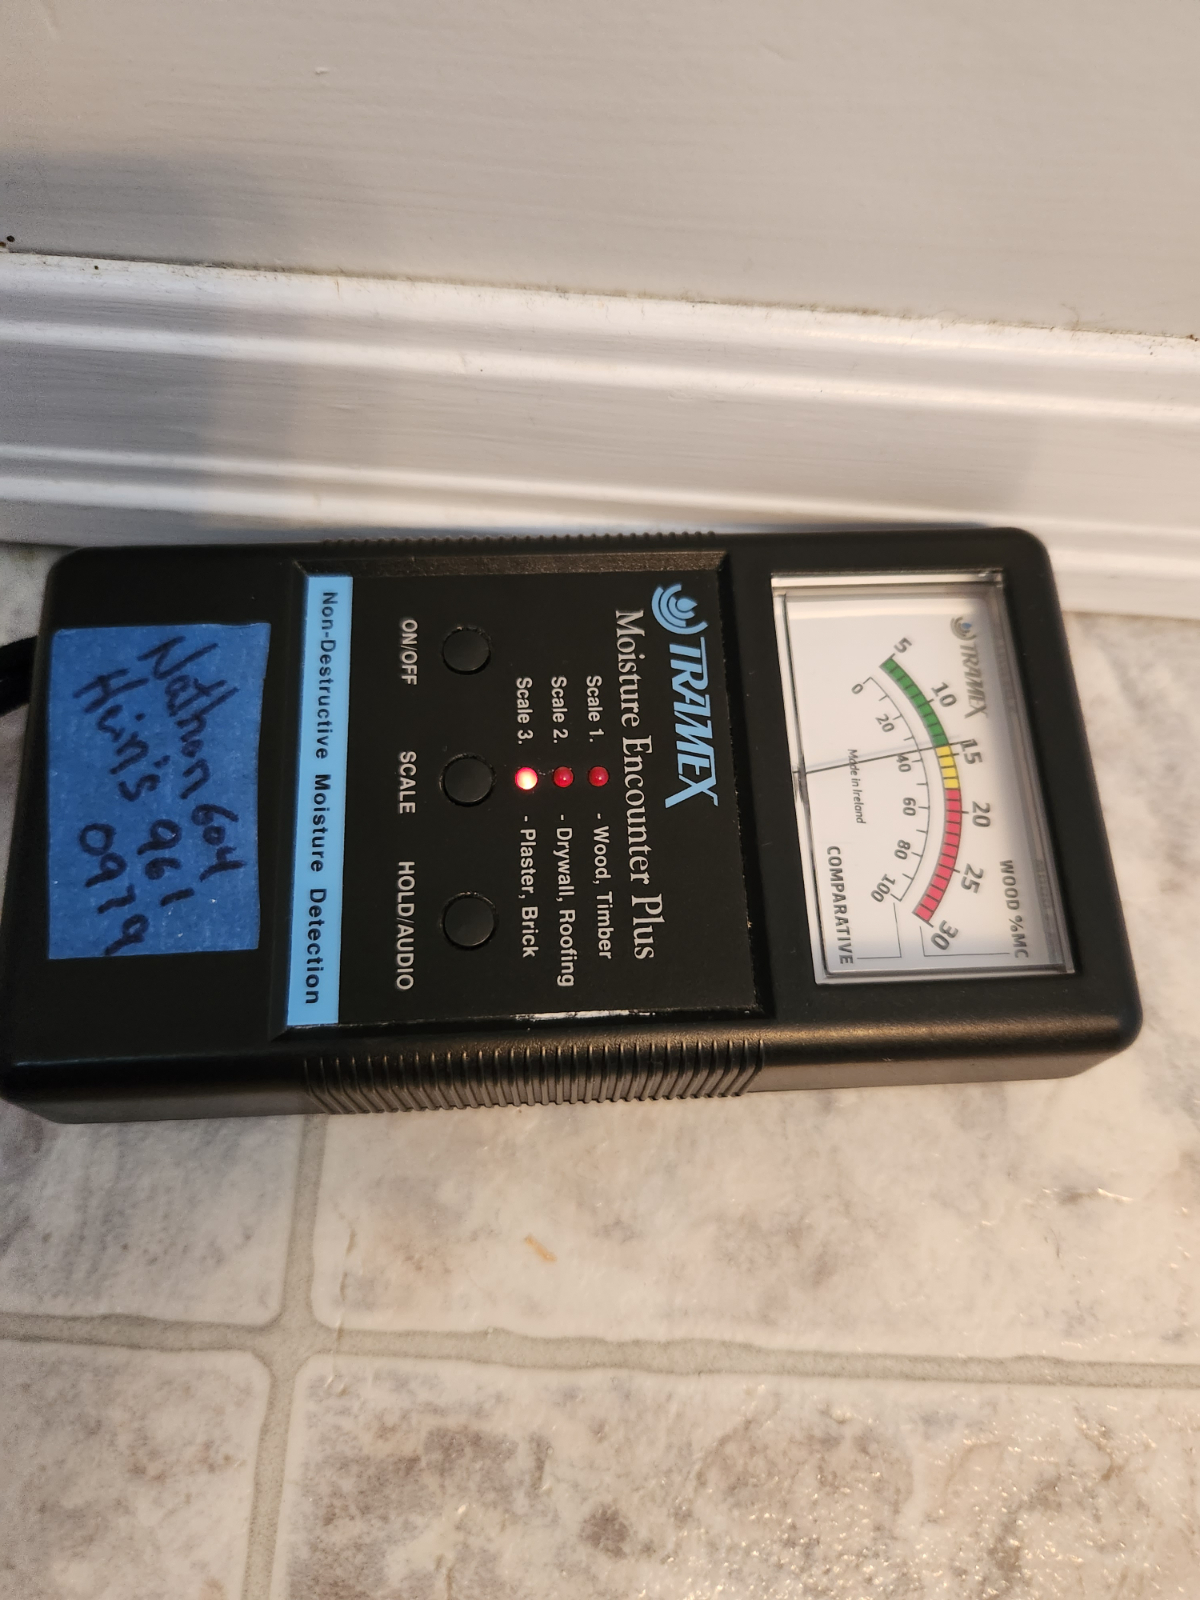 TRAMEX
WOOD %MC
5 10 15 20 25 30
0 20 40 60 80 100
Made in Ireland
COMPARATIVE
TRAMEX
Moisture Encounter Plus
Scale 1. - Wood, Timber
Scale 2. - Drywall, Roofing
Scale 3. - Plaster, Brick
ON/OFF SCALE HOLD/AUDIO
Non-Destructive Moisture Detection
Nathan 604
Hein's 961
0979